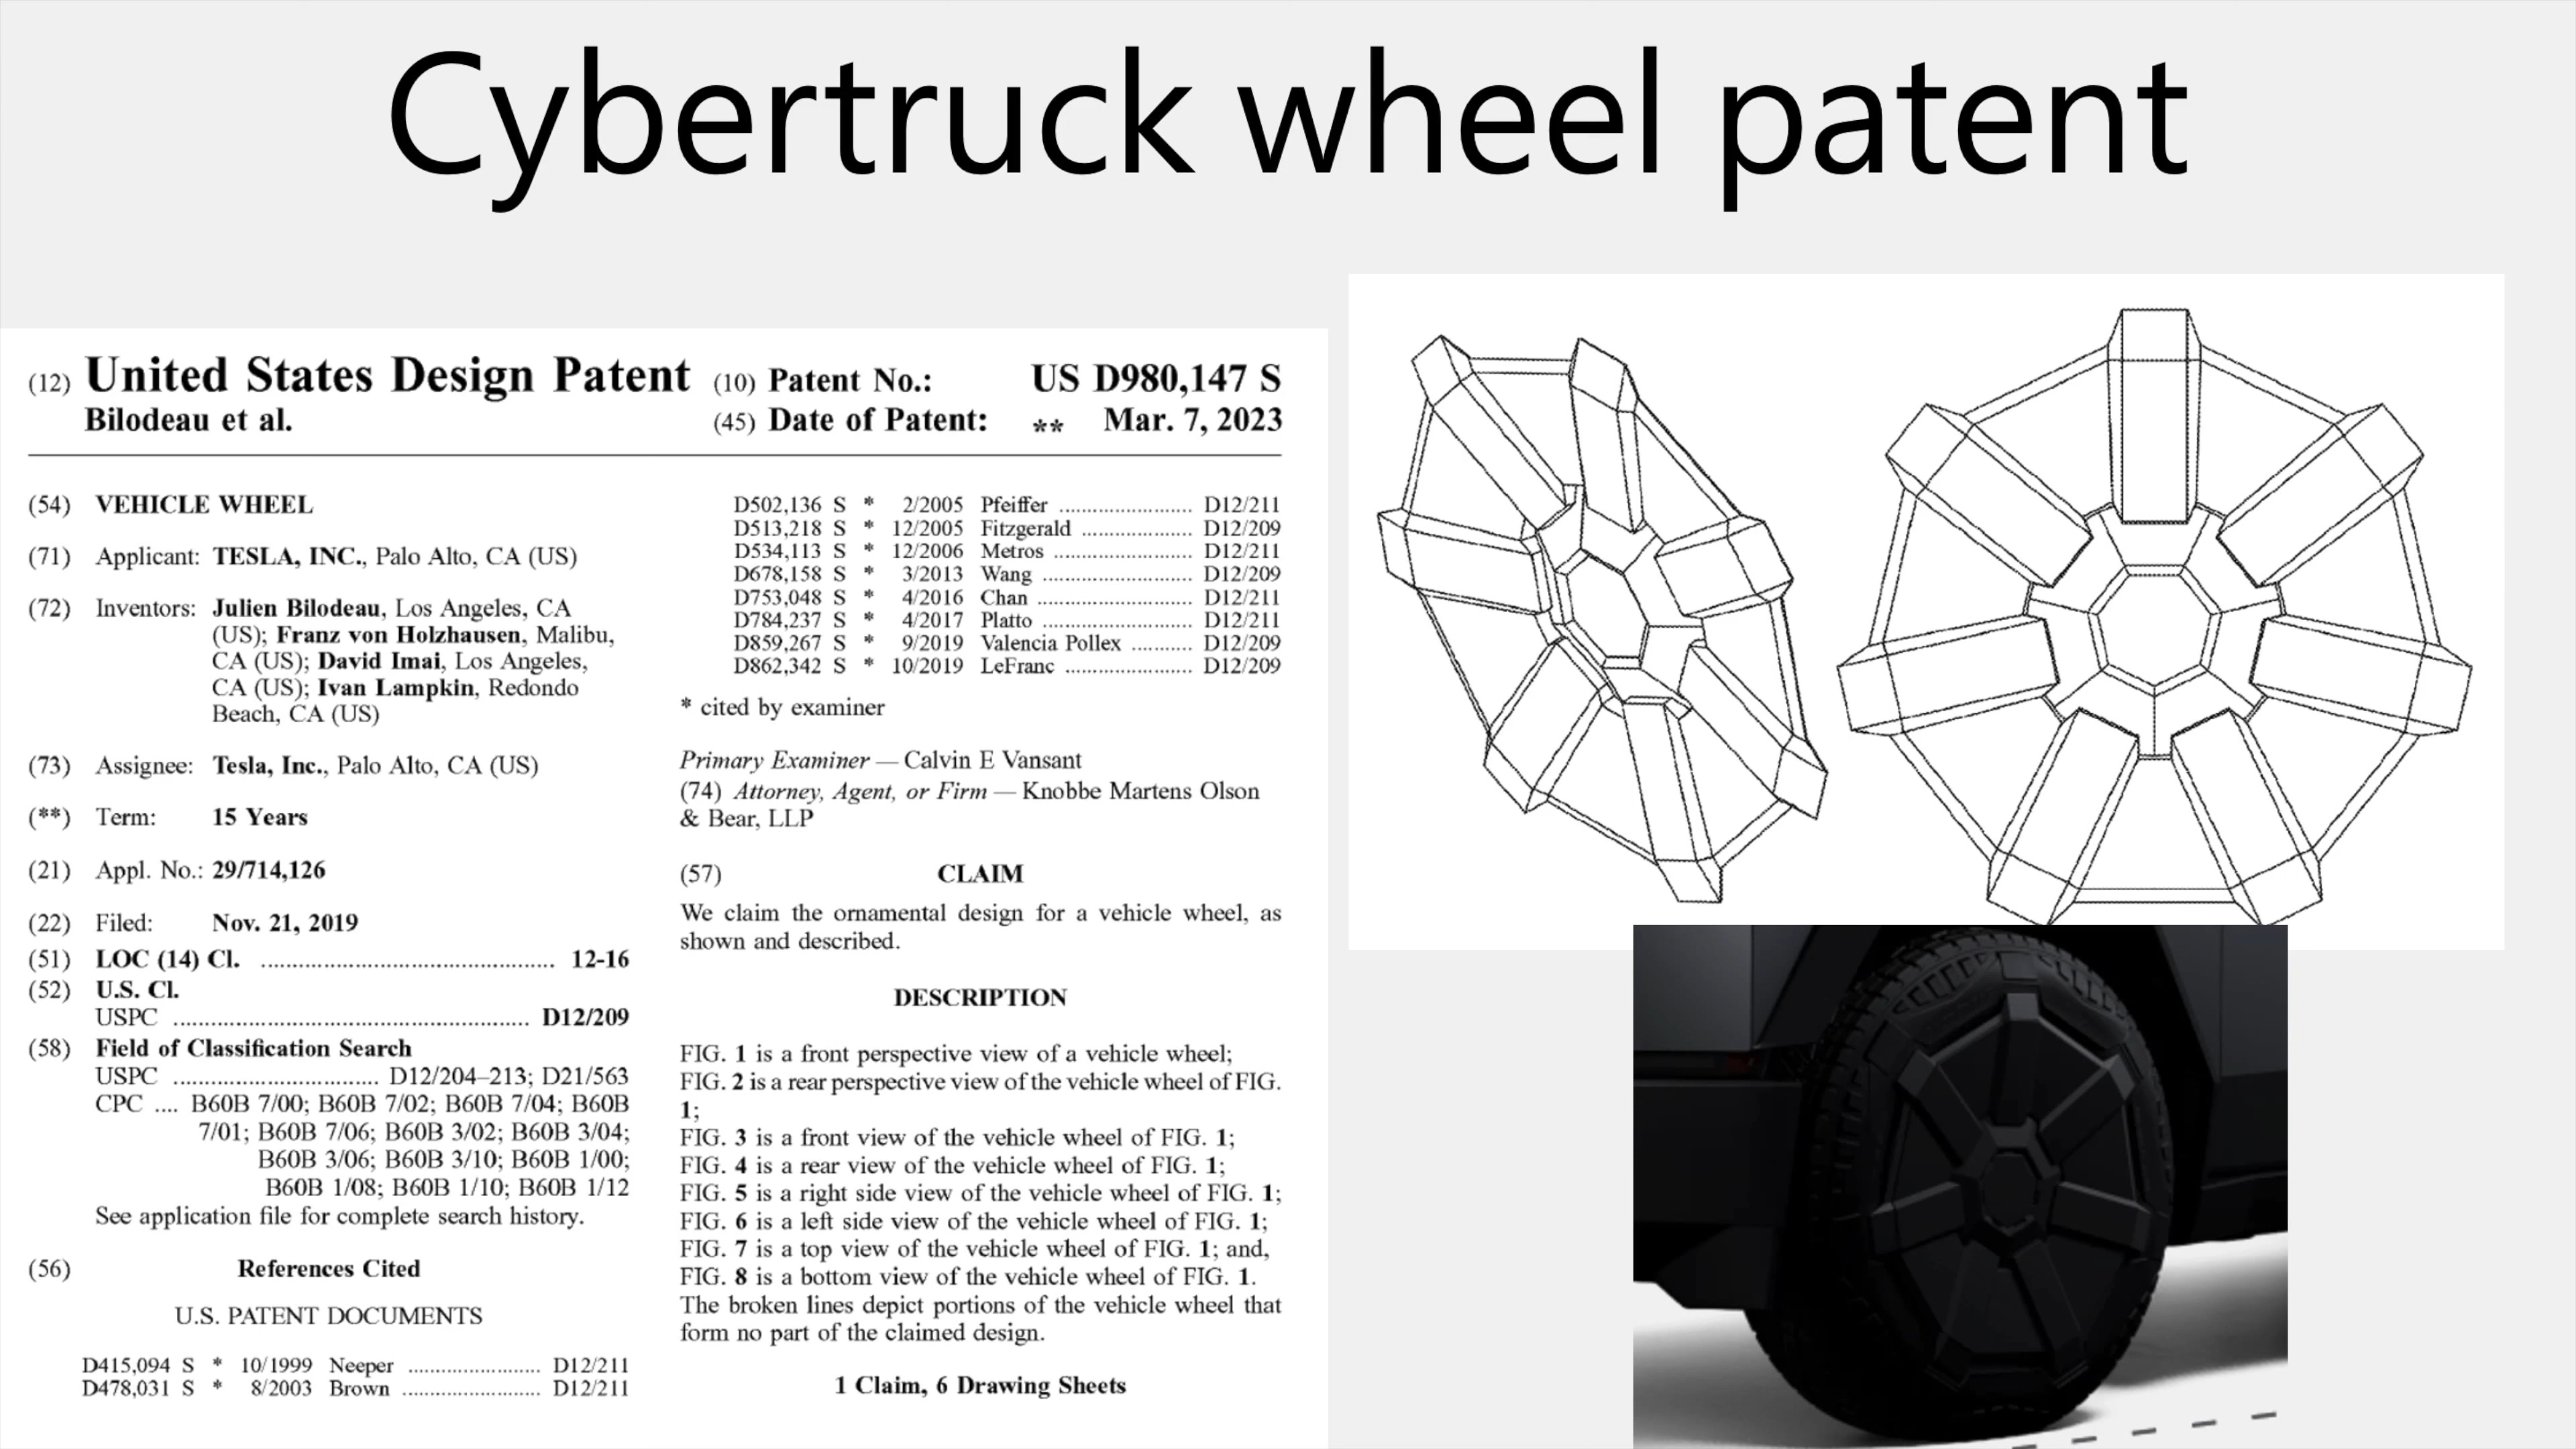 Cybertruck wheel patent
(12) United States Design Patent
Bilodeau et al.
(10) Patent No.: US D980,147 S
(45) Date of Patent: ** Mar. 7, 2023
(54) VEHICLE WHEEL
(71) Applicant: TESLA, INC., Palo Alto, CA (US)
(72) Inventors: Julien Bilodeau, Los Angeles, CA
(US); Franz von Holzhausen, Malibu,
CA (US); David Imai, Los Angeles,
CA (US); Ivan Lampkin, Redondo
Beach, CA (US)
(73) Assignee: Tesla, Inc., Palo Alto, CA (US)
(**) Term: 15 Years
(21) Appl. No.: 29/714,126
(22) Filed: Nov. 21, 2019
(51) LOC (14) Cl. .......... 12-16
(52) U.S. Cl.
USPC .......... D12/209
(58) Field of Classification Search
USPC .......... D12/204–213; D21/563
CPC .... B60B 7/00; B60B 7/02; B60B 7/04; B60B
7/01; B60B 7/06; B60B 3/02; B60B 3/04;
B60B 3/06; B60B 3/10; B60B 1/00;
B60B 1/08; B60B 1/10; B60B 1/12
See application file for complete search history.
(56) References Cited
U.S. PATENT DOCUMENTS
D415,094 S * 10/1999 Neeper .......... D12/211
D478,031 S * 8/2003 Brown .......... D12/211
D502,136 S * 2/2005 Pfeiffer .......... D12/211
D513,218 S * 12/2005 Fitzgerald .......... D12/209
D534,113 S * 12/2006 Metros .......... D12/211
D678,158 S * 3/2013 Wang .......... D12/209
D753,048 S * 4/2016 Chan .......... D12/211
D784,237 S * 4/2017 Platto .......... D12/211
D859,267 S * 9/2019 Valencia Pollex .......... D12/209
D862,342 S * 10/2019 LeFranc .......... D12/209
* cited by examiner
Primary Examiner — Calvin E Vansant
(74) Attorney, Agent, or Firm — Knobbe Martens Olson
& Bear, LLP
(57) CLAIM
We claim the ornamental design for a vehicle wheel, as
shown and described.
DESCRIPTION
FIG. 1 is a front perspective view of a vehicle wheel;
FIG. 2 is a rear perspective view of the vehicle wheel of FIG.
1;
FIG. 3 is a front view of the vehicle wheel of FIG. 1;
FIG. 4 is a rear view of the vehicle wheel of FIG. 1;
FIG. 5 is a right side view of the vehicle wheel of FIG. 1;
FIG. 6 is a left side view of the vehicle wheel of FIG. 1;
FIG. 7 is a top view of the vehicle wheel of FIG. 1; and,
FIG. 8 is a bottom view of the vehicle wheel of FIG. 1.
The broken lines depict portions of the vehicle wheel that
form no part of the claimed design.
1 Claim, 6 Drawing Sheets